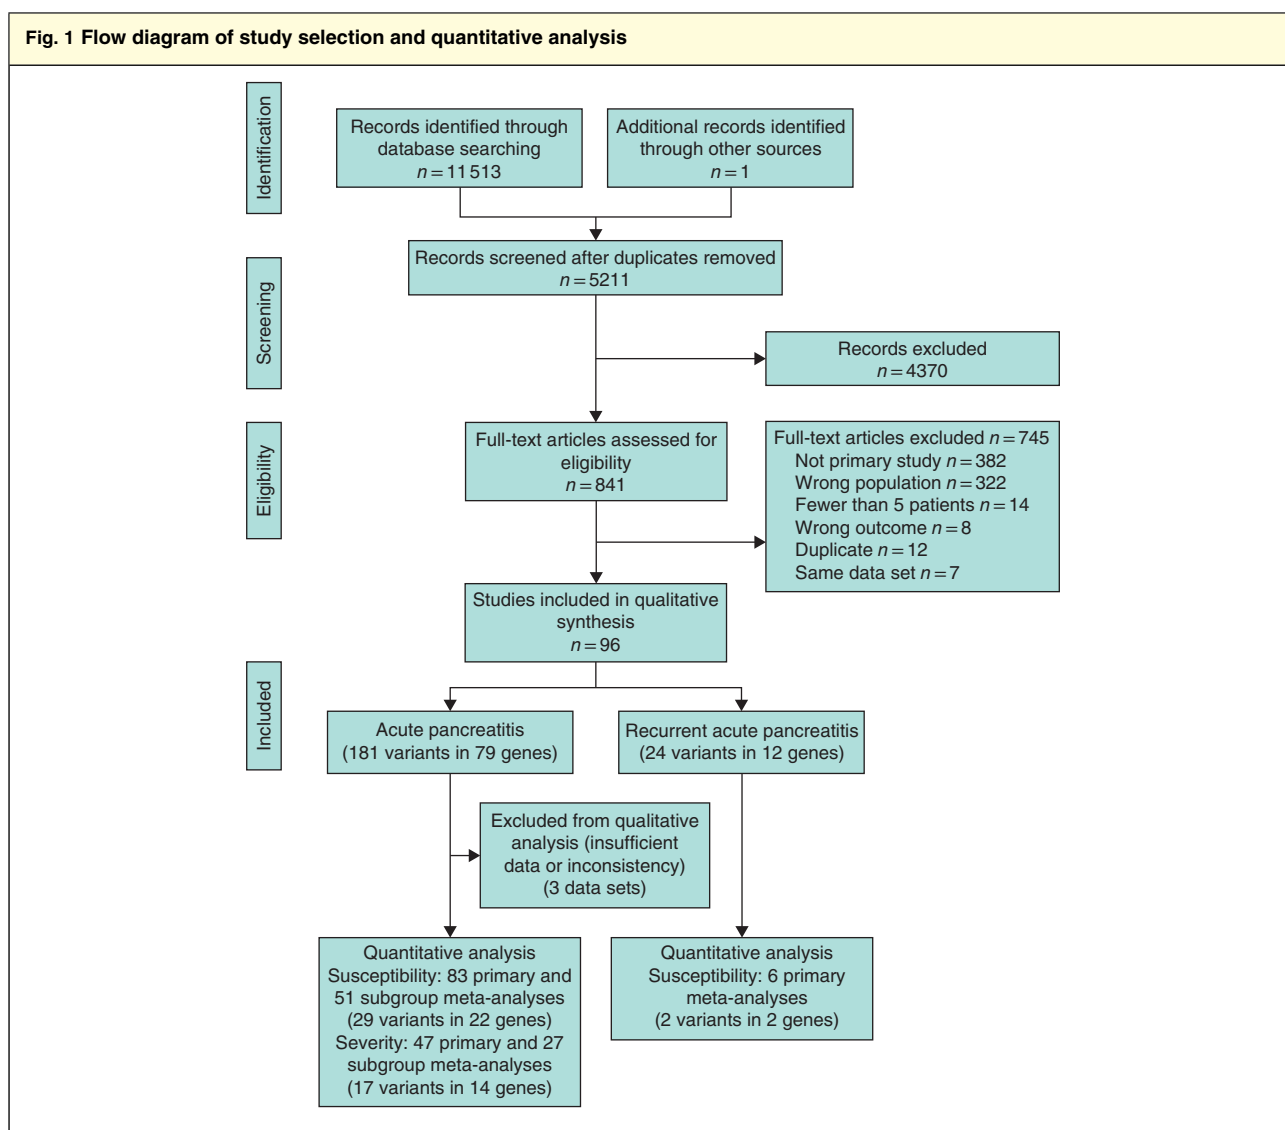 Fig. 1 Flow diagram of study selection and quantitative analysis
Identification
Records identified through
database searching
n = 11 513
Additional records identified
through other sources
n = 1
Screening
Records screened after duplicates removed
n = 5211
Records excluded
n = 4370
Eligibility
Full-text articles assessed for
eligibility
n = 841
Full-text articles excluded n = 745
Not primary study n = 382
Wrong population n = 322
Fewer than 5 patients n = 14
Wrong outcome n = 8
Duplicate n = 12
Same data set n = 7
Studies included in qualitative
synthesis
n = 96
Included
Acute pancreatitis
(181 variants in 79 genes)
Recurrent acute pancreatitis
(24 variants in 12 genes)
Excluded from qualitative
analysis (insufficient
data or inconsistency)
(3 data sets)
Quantitative analysis
Susceptibility: 83 primary and
51 subgroup meta-analyses
(29 variants in 22 genes)
Severity: 47 primary and 27
subgroup meta-analyses
(17 variants in 14 genes)
Quantitative analysis
Susceptibility: 6 primary
meta-analyses
(2 variants in 2 genes)